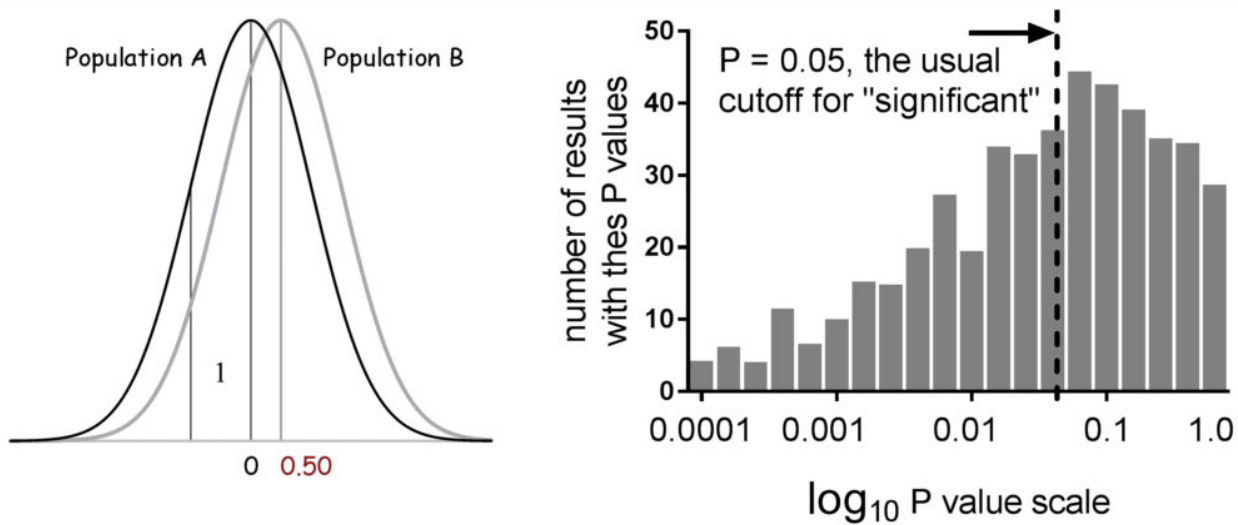 Population A
Population B
1
0
0.50
number of results
with thes P values
50
40
30
20
10
0
P = 0.05, the usual
cutoff for "significant"
0.0001
0.001
0.01
0.1
1.0
log10 P value scale